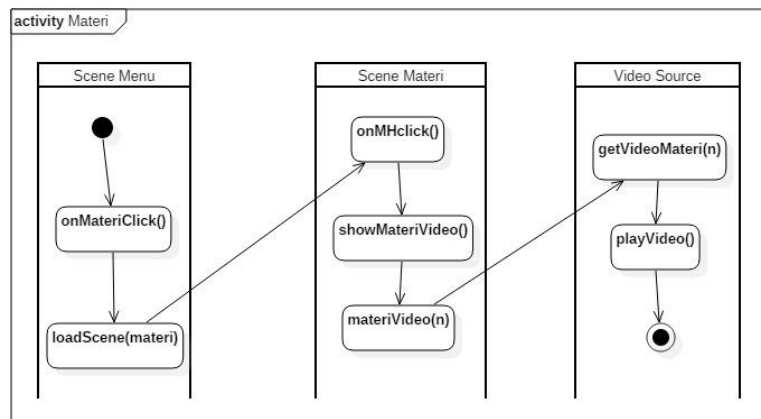 activity Materi
Scene Menu
onMateriClick()
loadScene(materi)
Scene Materi
onMHclick()
showMateriVideo()
materiVideo(n)
Video Source
getVideoMateri(n)
playVideo()